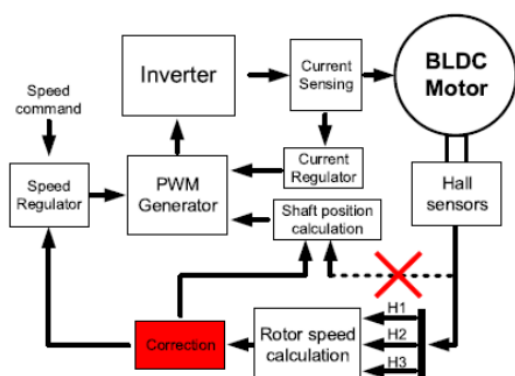 Inverter
Current
Sensing
BLDC
Motor
Speed
command
Speed
Regulator
PWM
Generator
Current
Regulator
Hall
sensors
Shaft position
calculation
Correction
Rotor speed
calculation
H1
H2
H3